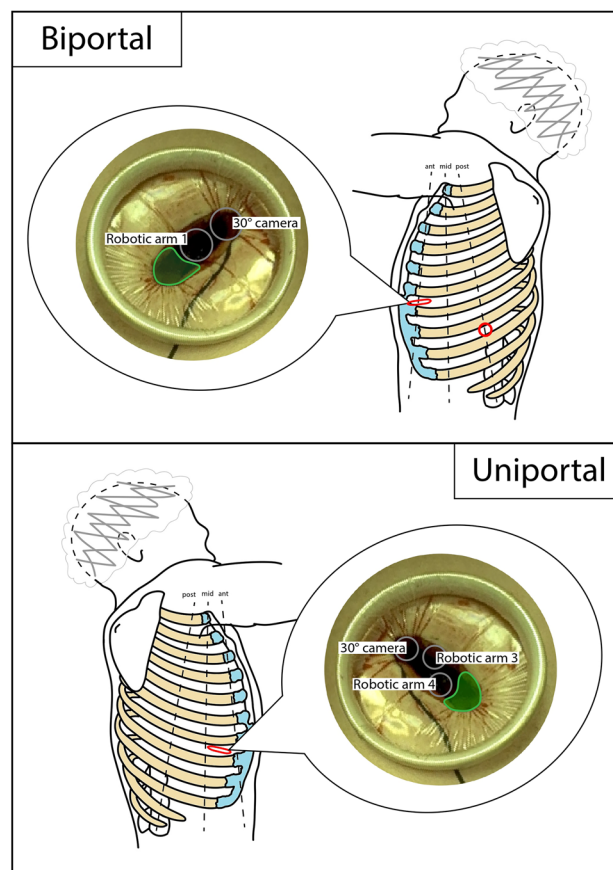 Biportal
ant mid post
30° camera
Robotic arm 1
Uniportal
post mid ant
30° camera
Robotic arm 3
Robotic arm 4